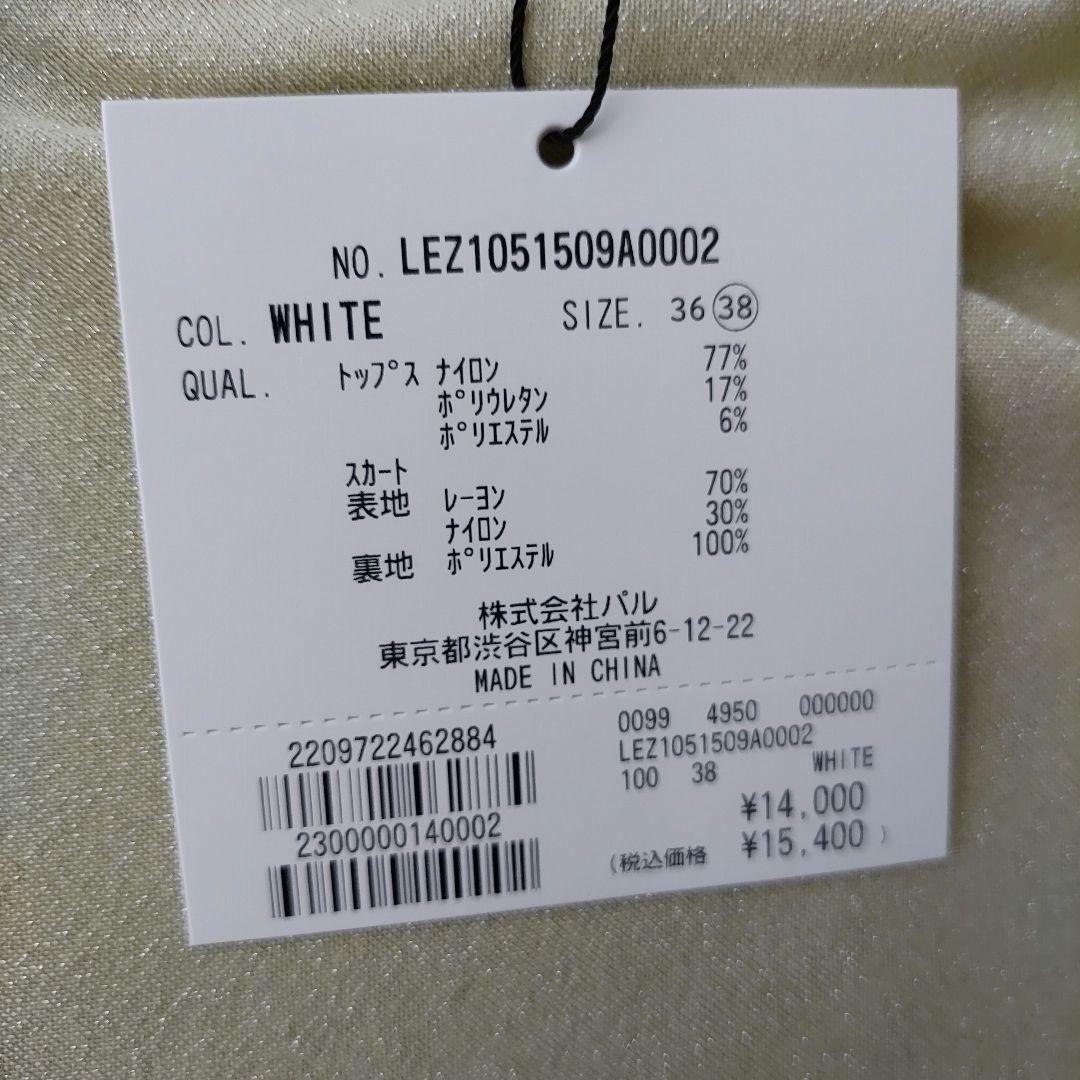 NO. LEZ1051509A0002
COL. WHITE SIZE. 36 38
QUAL. トップス ナイロン 77%
ポリウレタン 17%
ポリエステル 6%
スカート
表地 レーヨン 70%
ナイロン 30%
裏地 ポリエステル 100%
株式会社パル
東京都渋谷区神宮前6-12-22
MADE IN CHINA
2209722462884
2300000140002
0099 4950 000000
LEZ1051509A0002
100 38 WHITE
¥14,000
(税込価格 ¥15,400 )